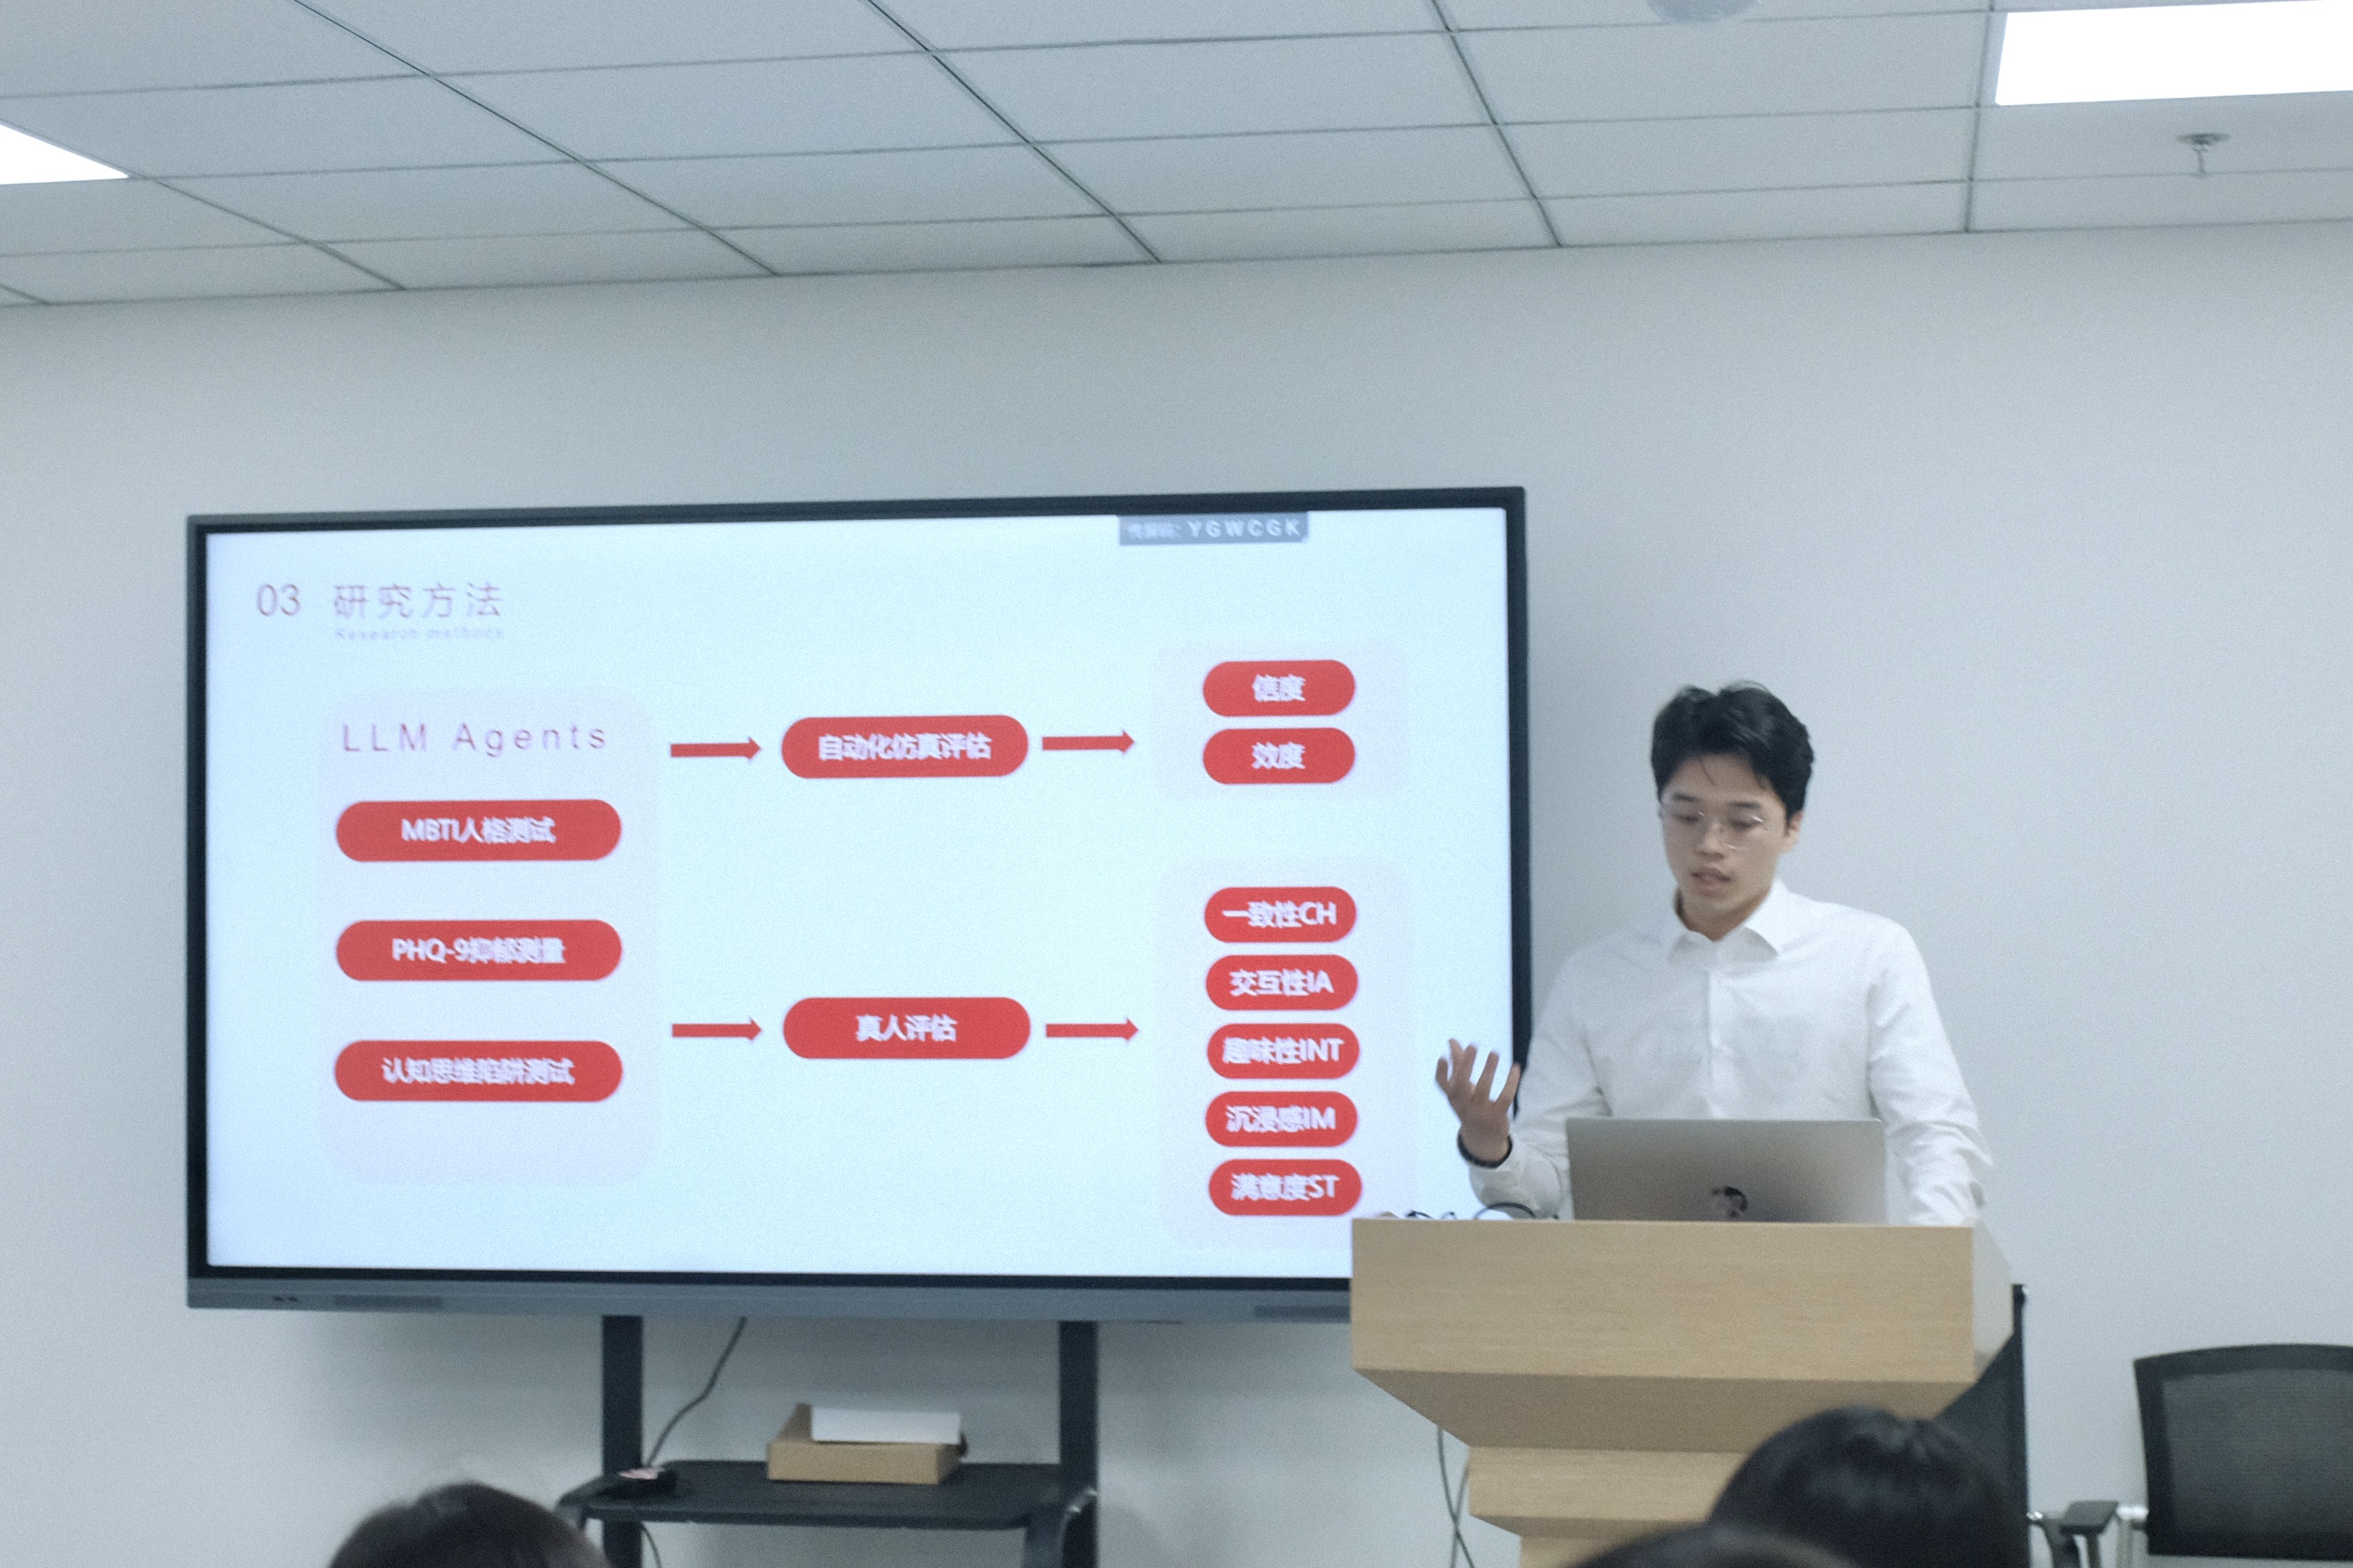 传屏码: YGWCGK
03 研究方法
Research methods
LLM Agents
MBTI人格测试
PHQ-9抑郁测量
认知思维陷阱测试
自动化仿真评估
真人评估
信度
效度
一致性CH
交互性IA
趣味性INT
沉浸感IM
满意度ST